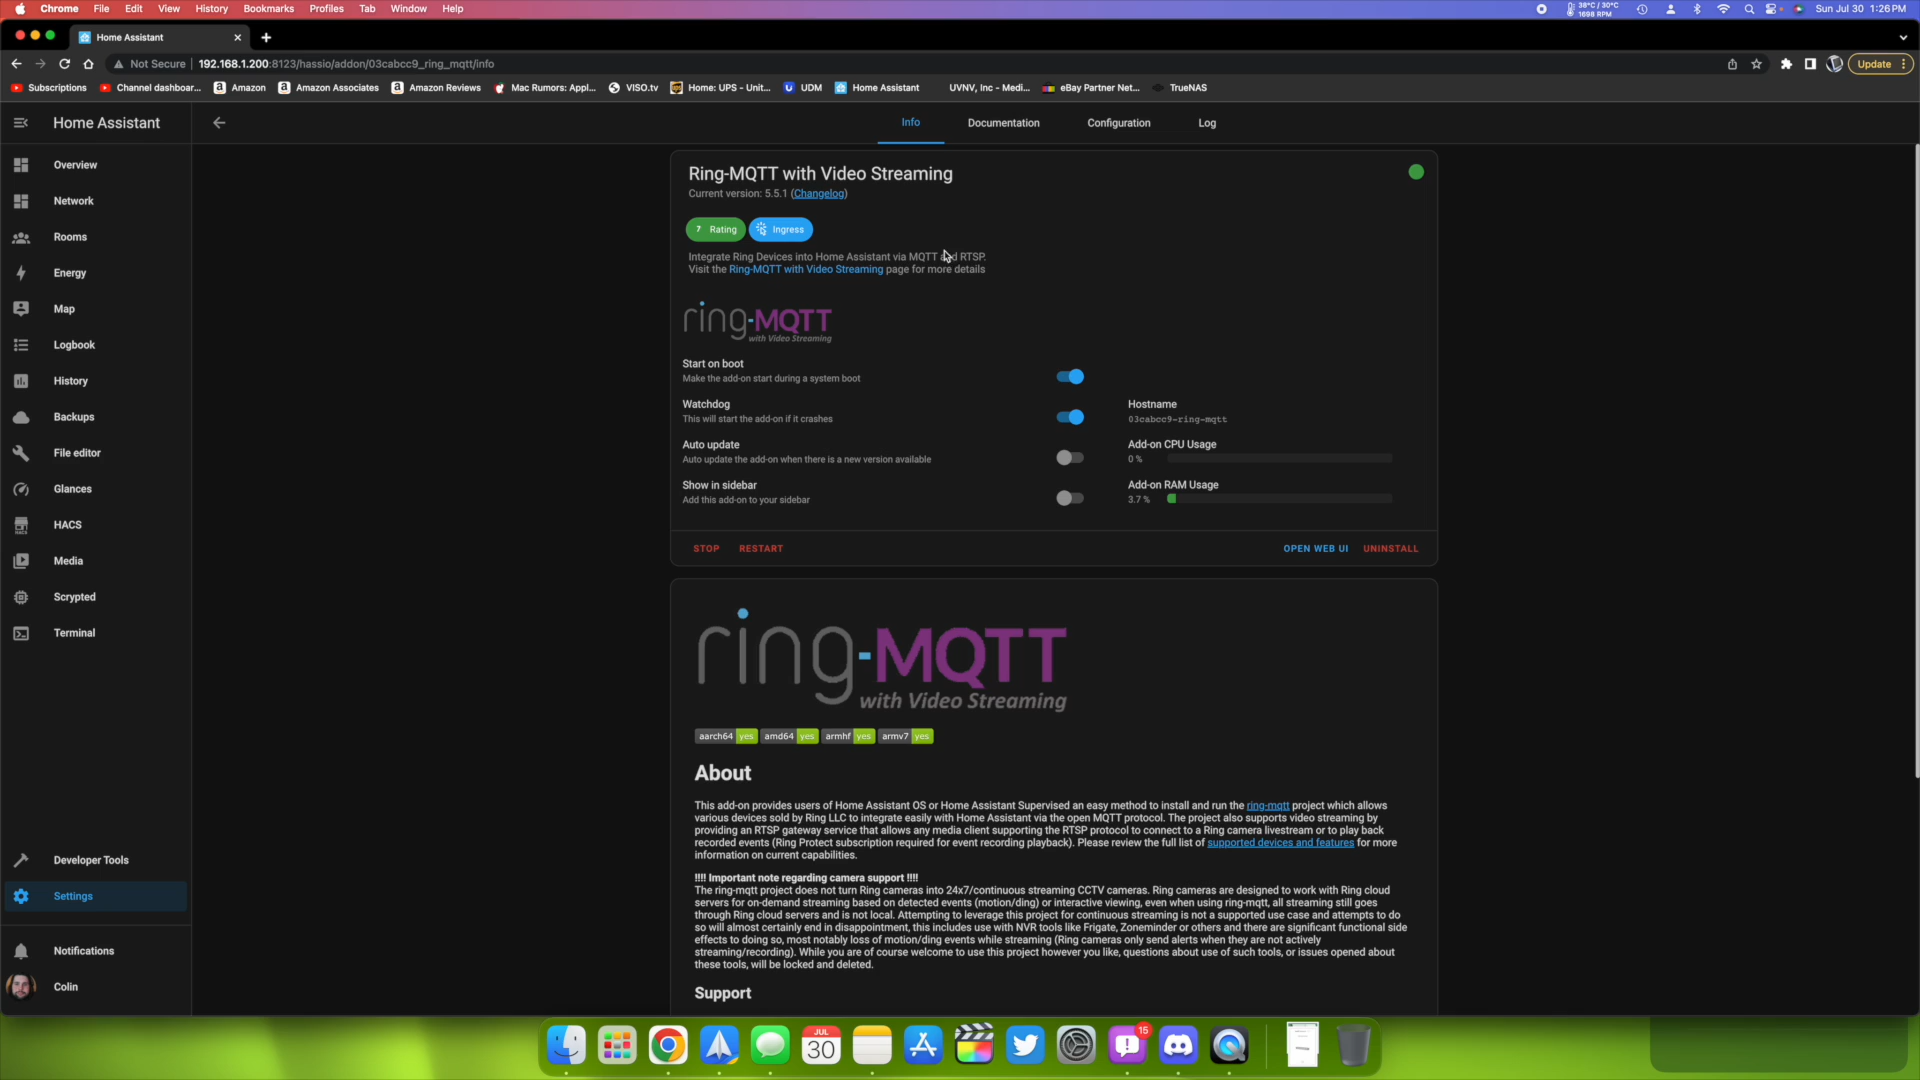 Chrome File Edit View History Bookmarks Profiles Tab Window Help
38°C / 30°C
1698 RPM
Sun Jul 30 1:26 PM
Home Assistant
Not Secure 192.168.1.200:8123/hassio/addon/03cabcc9_ring_mqtt/info
Update
Subscriptions Channel dashboar... Amazon Amazon Associates Amazon Reviews Mac Rumors: Appl... VISO.tv Home: UPS - Unit... UDM Home Assistant UVNV, Inc - Medi... eBay Partner Net... TrueNAS
Home Assistant
Info Documentation Configuration Log
Overview
Network
Rooms
Energy
Map
Logbook
History
Backups
File editor
Glances
HACS
Media
Scrypted
Terminal
Developer Tools
Settings
Notifications
Colin
Ring-MQTT with Video Streaming
Current version: 5.5.1 (Changelog)
7 Rating Ingress
Integrate Ring Devices into Home Assistant via MQTT and RTSP.
Visit the Ring-MQTT with Video Streaming page for more details
ring-MQTT
with Video Streaming
Start on boot
Make the add-on start during a system boot
Watchdog
This will start the add-on if it crashes
Auto update
Auto update the add-on when there is a new version available
Show in sidebar
Add this add-on to your sidebar
Hostname
03cabcc9-ring-mqtt
Add-on CPU Usage
0 %
Add-on RAM Usage
3.7 %
STOP RESTART OPEN WEB UI UNINSTALL
ring-MQTT
with Video Streaming
aarch64 yes amd64 yes armhf yes armv7 yes
About
This add-on provides users of Home Assistant OS or Home Assistant Supervised an easy method to install and run the ring-mqtt project which allows
various devices sold by Ring LLC to integrate easily with Home Assistant via the open MQTT protocol. The project also supports video streaming by
providing an RTSP gateway service that allows any media client supporting the RTSP protocol to connect to a Ring camera livestream or to play back
recorded events (Ring Protect subscription required for event recording playback). Please review the full list of supported devices and features for more
information on current capabilities.
!!!! Important note regarding camera support !!!!
The ring-mqtt project does not turn Ring cameras into 24x7/continuous streaming CCTV cameras. Ring cameras are designed to work with Ring cloud
servers for on-demand streaming based on detected events (motion/ding) or interactive viewing, even when using ring-mqtt, all streaming still goes
through Ring cloud servers and is not local. Attempting to leverage this project for continuous streaming is not a supported use case and attempts to do
so will almost certainly end in disappointment, this includes use with NVR tools like Frigate, Zoneminder or others and there are significant functional side
effects to doing so, most notably loss of motion/ding events while streaming (Ring cameras only send alerts when they are not actively
streaming/recording). While you are of course welcome to use this project however you like, questions about use of such tools, or issues opened about
these tools, will be locked and deleted.
Support
JUL
30
15